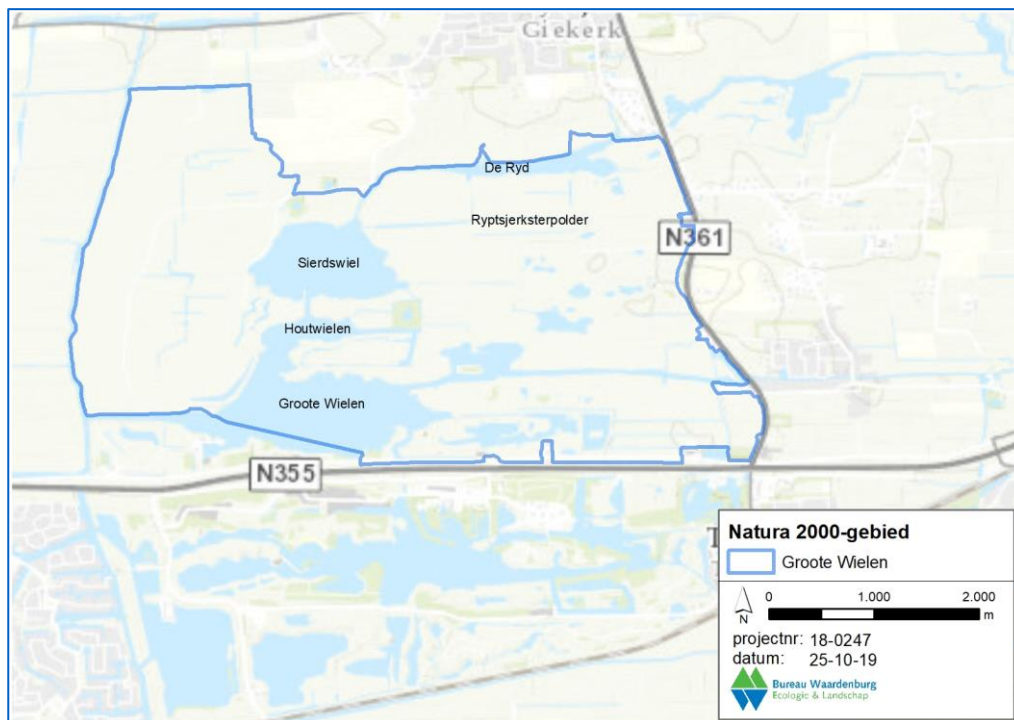 Giekerk
De Ryd
Ryptsjerksterpolder
N361
Sierdswiel
Houtwielen
Groote Wielen
N355
Natura 2000-gebied
Groote Wielen
0 1.000 2.000
m
N
projectnr: 18-0247
datum: 25-10-19
Bureau Waardenburg
Ecologie & Landschap